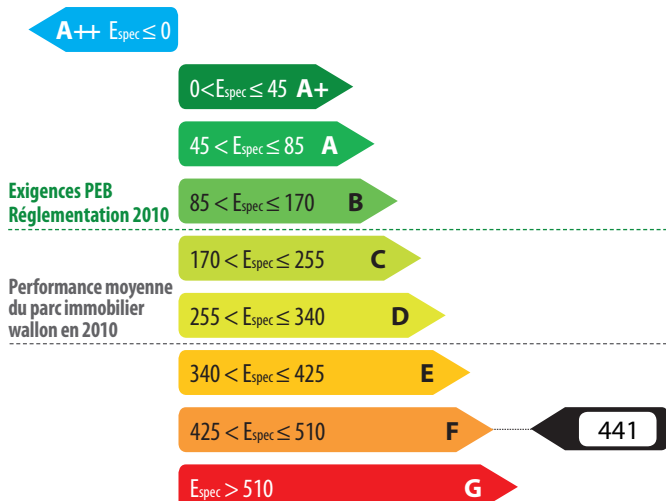 A++ Espec ≤ 0
0<Espec ≤ 45 A+
45 < Espec ≤ 85 A
Exigences PEB
Réglementation 2010
85 < Espec ≤ 170 B
170 < Espec ≤ 255 C
Performance moyenne
du parc immobilier
wallon en 2010
255 < Espec ≤ 340 D
340 < Espec ≤ 425 E
425 < Espec ≤ 510 F 441
Espec > 510 G